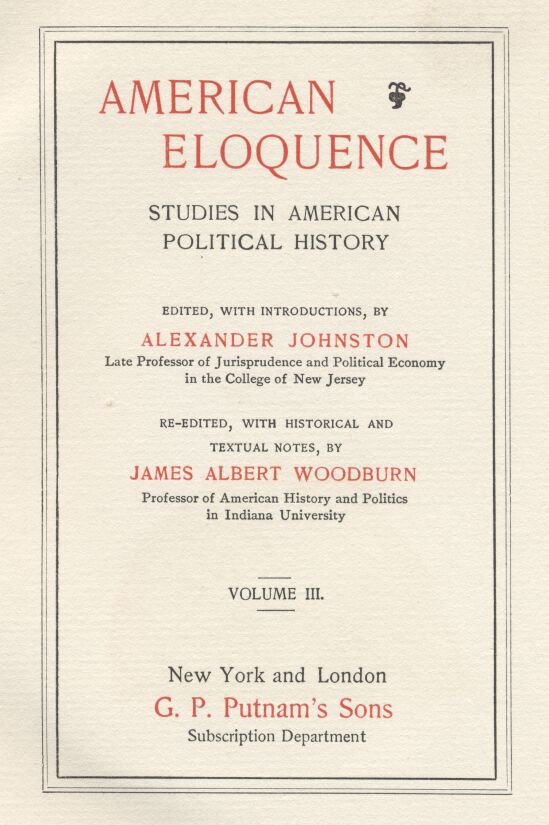 AMERICAN
ELOQUENCE
STUDIES IN AMERICAN
POLITICAL HISTORY
EDITED, WITH INTRODUCTIONS, BY
ALEXANDER JOHNSTON
Late Professor of Jurisprudence and Political Economy
in the College of New Jersey
RE-EDITED, WITH HISTORICAL AND
TEXTUAL NOTES, BY
JAMES ALBERT WOODBURN
Professor of American History and Politics
in Indiana University
VOLUME III.
New York and London
G. P. Putnam's Sons
Subscription Department